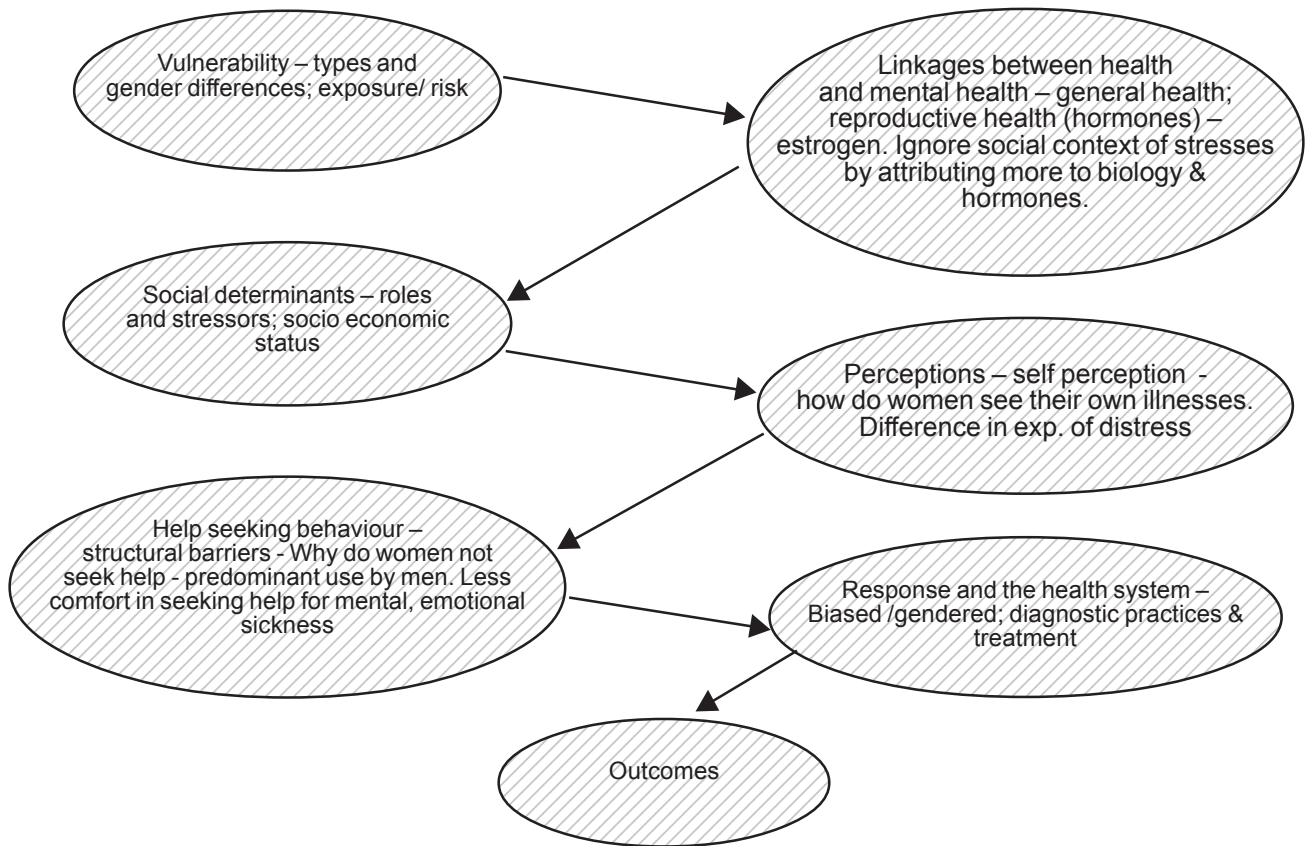 Vulnerability – types and
gender differences; exposure/ risk
Linkages between health
and mental health – general health;
reproductive health (hormones) –
estrogen. Ignore social context of stresses
by attributing more to biology &
hormones.
Social determinants – roles
and stressors; socio economic
status
Perceptions – self perception -
how do women see their own illnesses.
Difference in exp. of distress
Help seeking behaviour –
structural barriers - Why do women not
seek help - predominant use by men. Less
comfort in seeking help for mental, emotional
sickness
Response and the health system –
Biased /gendered; diagnostic practices &
treatment
Outcomes